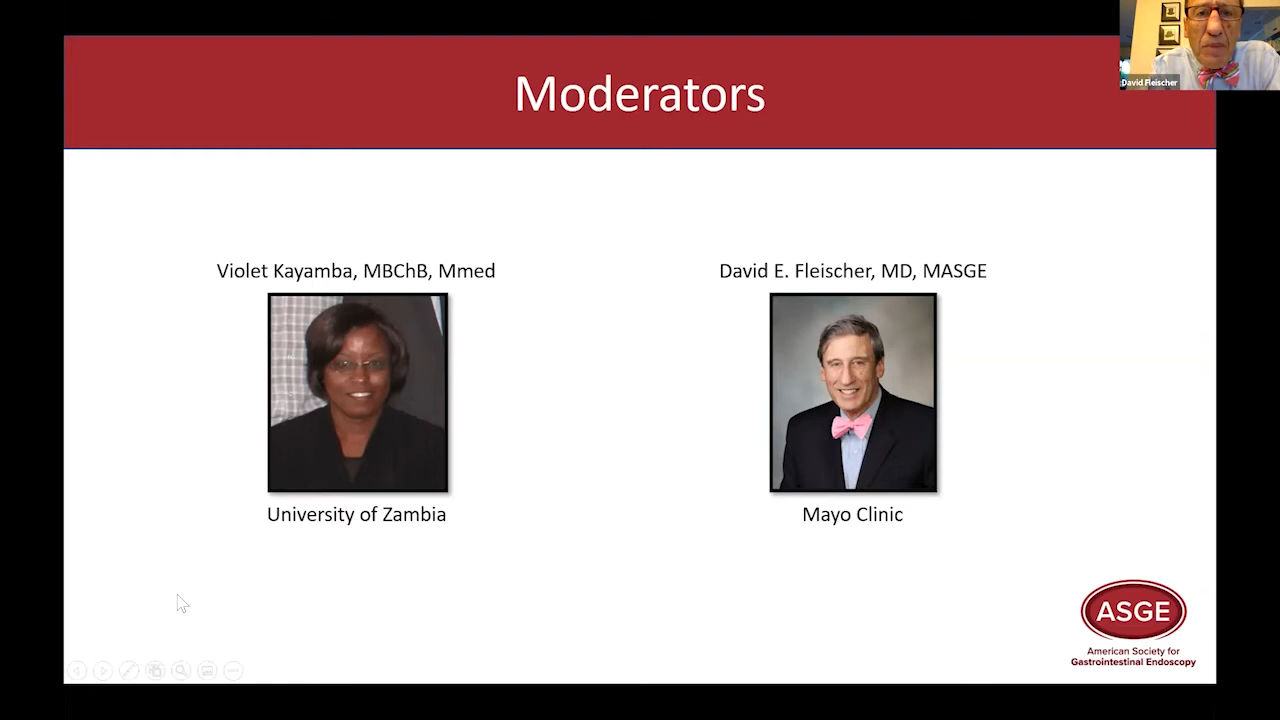 Moderators
David Fleischer
Violet Kayamba, MBChB, Mmed
David E. Fleischer, MD, MASGE
University of Zambia
Mayo Clinic
ASGE
American Society for
Gastrointestinal Endoscopy